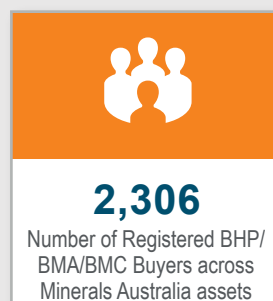 2,306
Number of Registered BHP/
BMA/BMC Buyers across
Minerals Australia assets